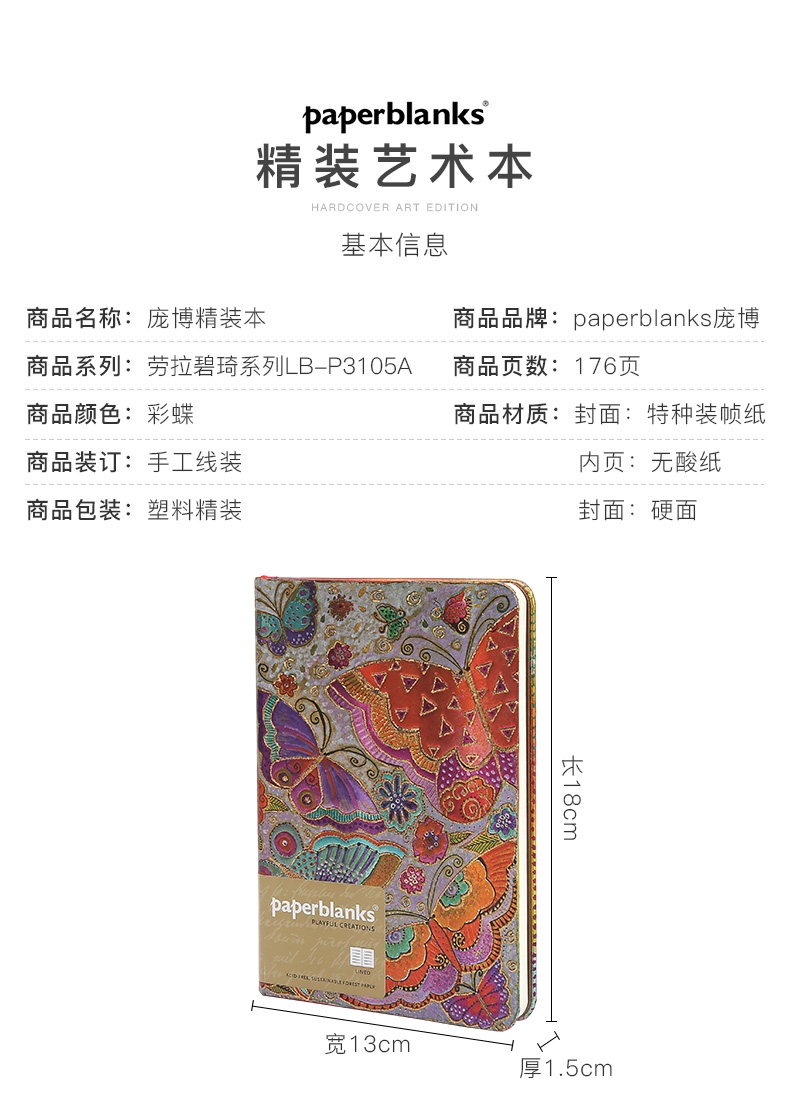 paperblanks®
精装艺术本
HARDCOVER ART EDITION
基本信息
商品名称：庞博精装本 商品品牌：paperblanks庞博
商品系列：劳拉碧琦系列LB-P3105A 商品页数：176页
商品颜色：彩蝶 商品材质：封面：特种装帧纸
商品装订：手工线装 内页：无酸纸
商品包装：塑料精装 封面：硬面
长18cm
paperblanks®
PLAYFUL CREATIONS
LINED
ACID-FREE, SUSTAINABLE FOREST PAPER
宽13cm
厚1.5cm